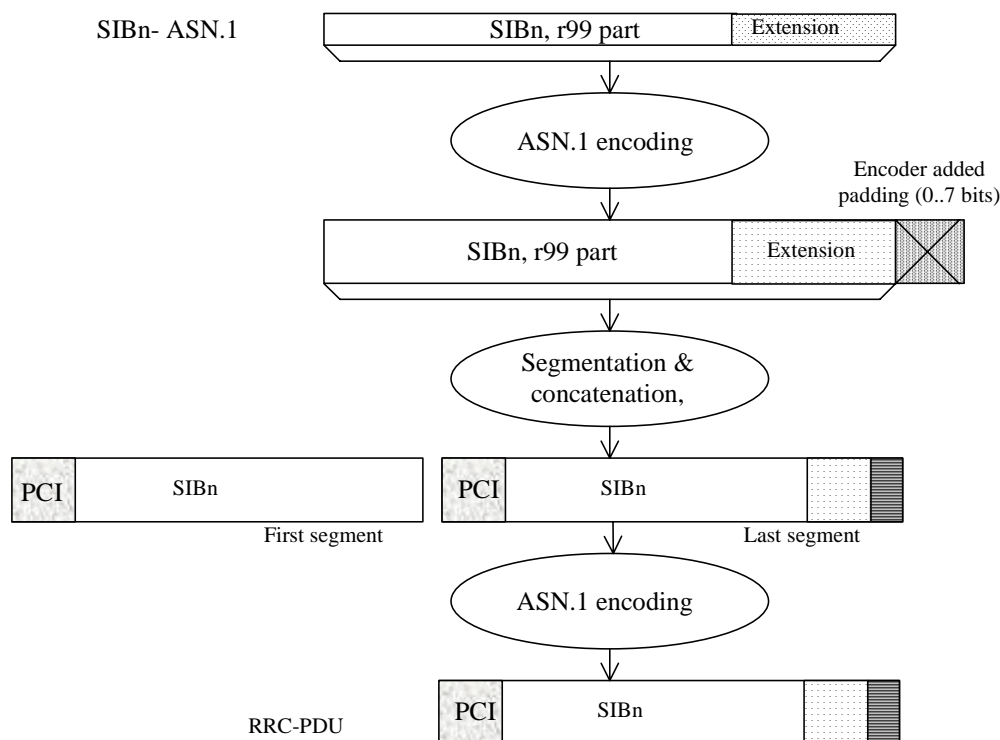 SIBn- ASN.1
SIBn, r99 part
Extension
ASN.1 encoding
Encoder added
padding (0..7 bits)
SIBn, r99 part
Extension
Segmentation &
concatenation,
PCI
SIBn
PCI
SIBn
First segment
Last segment
ASN.1 encoding
RRC-PDU
PCI
SIBn